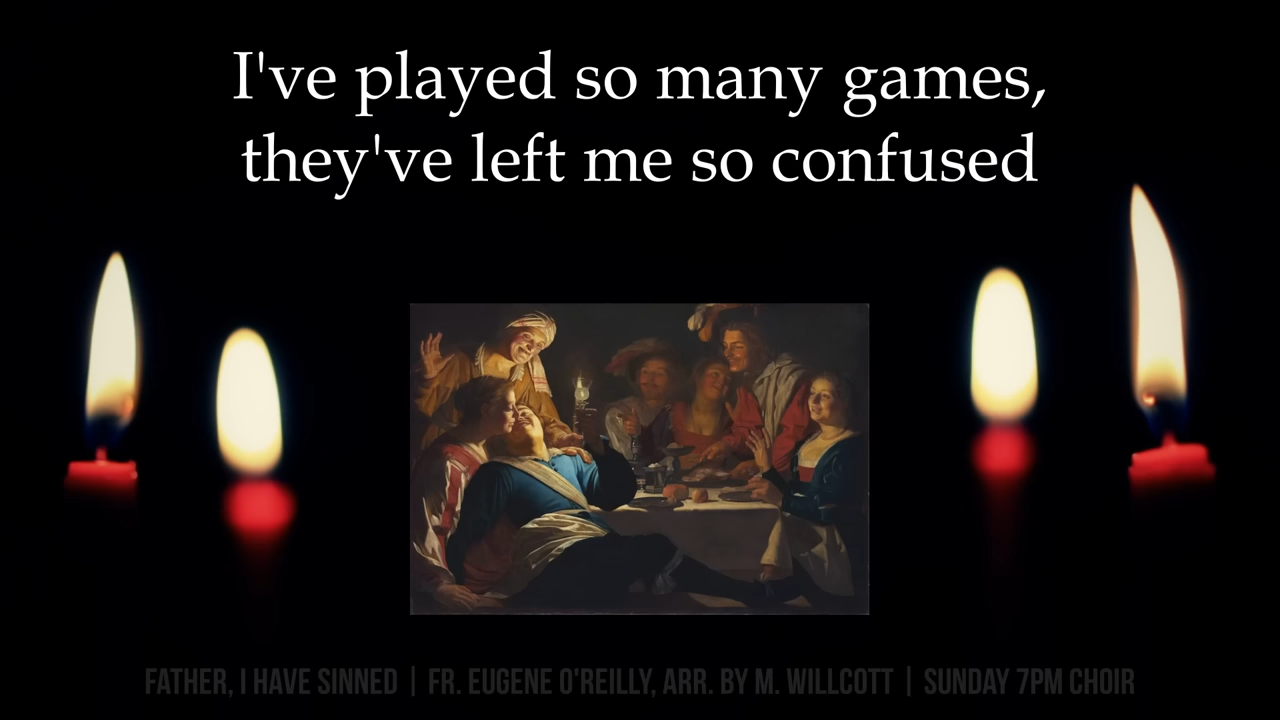 I've played so many games,
they've left me so confused
FATHER, I HAVE SINNED | FR. EUGENE O'REILLY, ARR. BY M. WILLCOTT | SUNDAY 7PM CHOIR